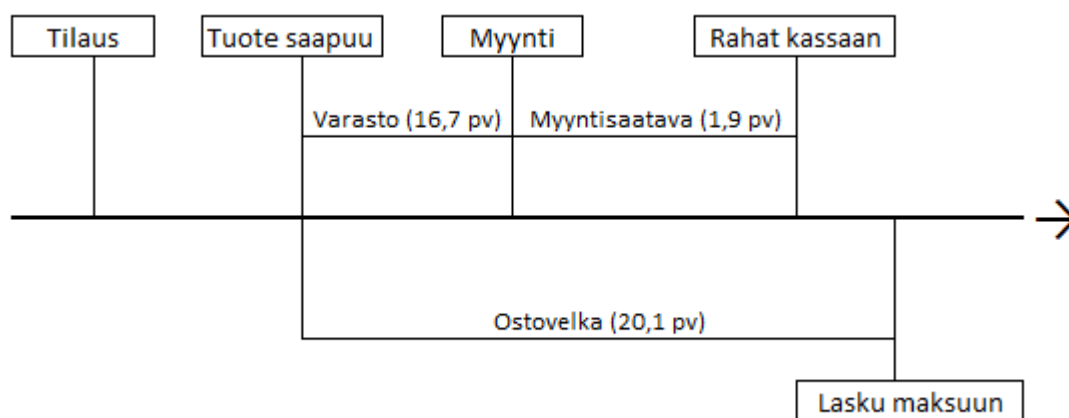 Tilaus
Tuote saapuu
Myynti
Rahat kassaan
Varasto (16,7 pv)
Myyntisaatava (1,9 pv)
Ostovelka (20,1 pv)
Lasku maksuun